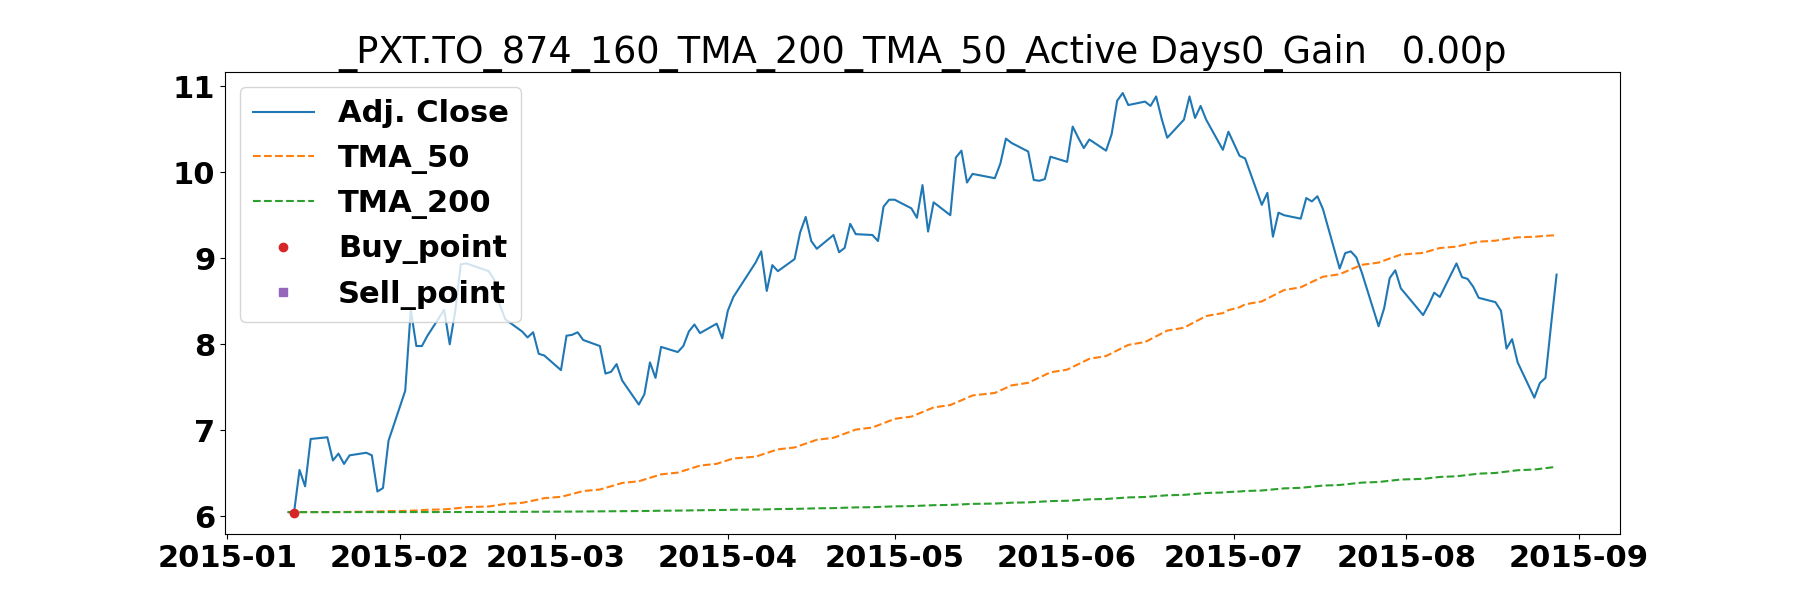 _PXT.TO_874_160_TMA_200_TMA_50_Active Days0_Gain   0.00p
11
10
9
8
7
6
Adj. Close
TMA_50
TMA_200
Buy_point
Sell_point
2015-01 2015-02 2015-03 2015-04 2015-05 2015-06 2015-07 2015-08 2015-09